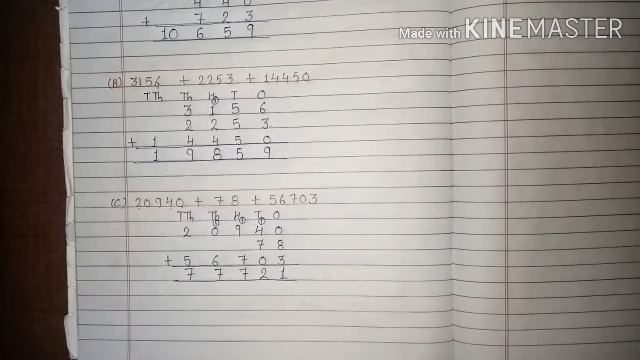 + 7 2 3
10 6 5 9
Made with KINEMASTER
(B) 3156 + 2253 + 14450
TTh Th H T O
3 1 5 6
2 2 5 3
+ 1 4 4 5 0
1 9 8 5 9
(C) 20940 + 78 + 56703
TTh Th H T O
2 0 9 4 0
7 8
+ 5 6 7 0 3
7 7 7 2 1